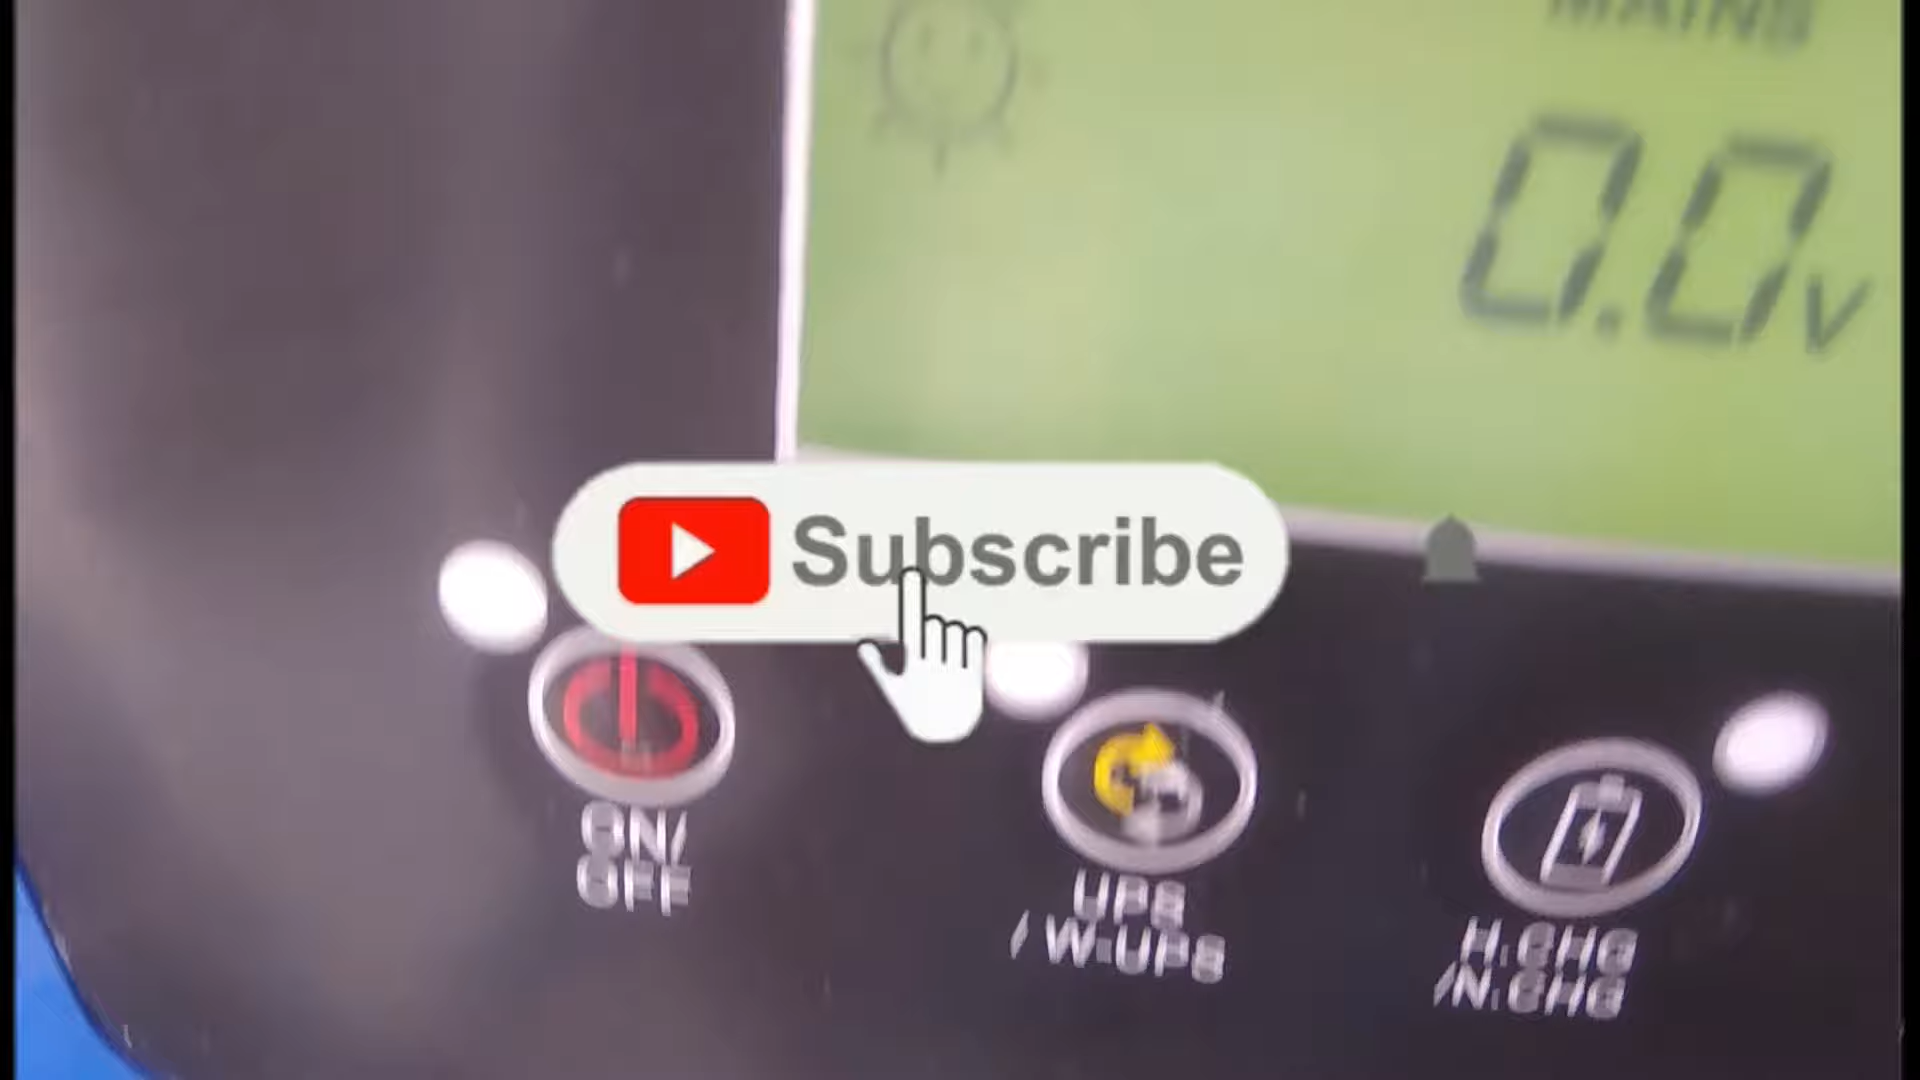 MAINS
0.0V
Subscribe
ON/
OFF
UPS
/ W-UPS
H.CHG
/N.CHG